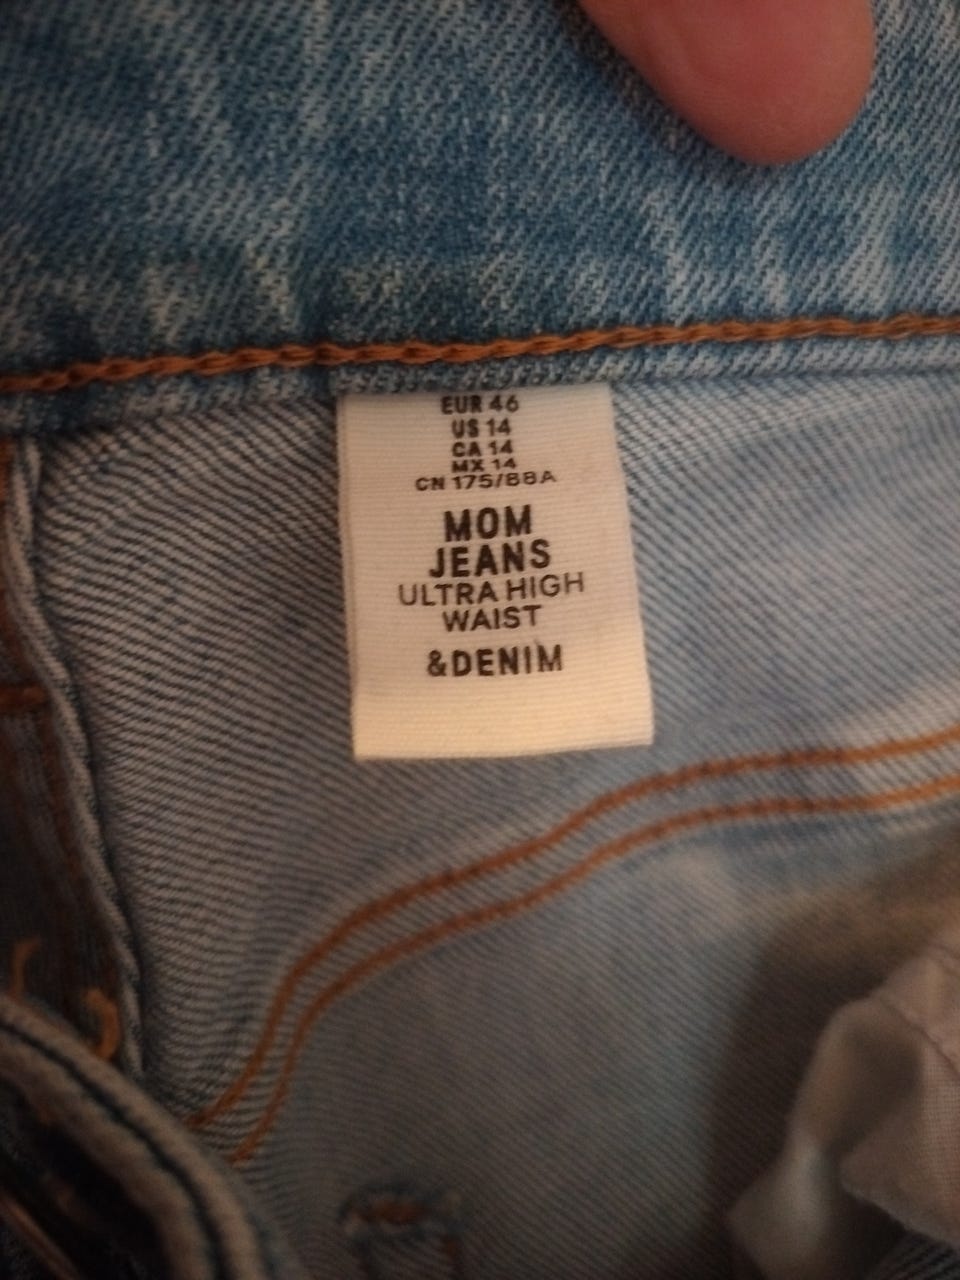 EUR 46
US 14
CA 14
MX 14
CN 175/88A
MOM
JEANS
ULTRA HIGH
WAIST
&DENIM